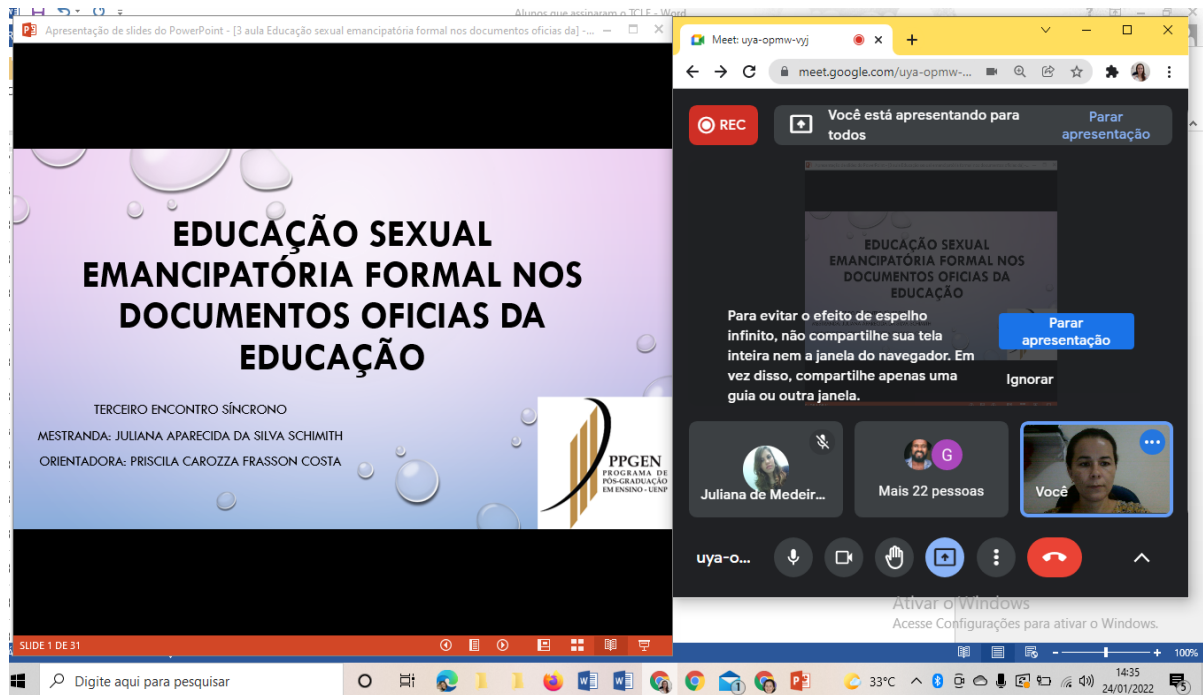 Alunos que assinaram o TCLE - Word
Apresentação de slides do PowerPoint - [3 aula Educação sexual emancipatória formal nos documentos oficias da] - ...
EDUCAÇÃO SEXUAL
EMANCIPATÓRIA FORMAL NOS
DOCUMENTOS OFICIAS DA
EDUCAÇÃO
TERCEIRO ENCONTRO SÍNCRONO
MESTRANDA: JULIANA APARECIDA DA SILVA SCHIMITH
ORIENTADORA: PRISCILA CAROZZA FRASSON COSTA
PPGEN
PROGRAMA DE
PÓS-GRADUAÇÃO
EM ENSINO - UENP
SLIDE 1 DE 31
Meet: uya-opmw-vyj
meet.google.com/uya-opmw-...
REC
Você está apresentando para
todos
Parar
apresentação
EDUCAÇÃO SEXUAL
EMANCIPATÓRIA FORMAL NOS
DOCUMENTOS OFICIAS DA
EDUCAÇÃO
Para evitar o efeito de espelho
infinito, não compartilhe sua tela
inteira nem a janela do navegador. Em
vez disso, compartilhe apenas uma
guia ou outra janela.
Parar
apresentação
Ignorar
Juliana de Medeir...
G
Mais 22 pessoas
Você
uya-o...
Ativar o Windows
Acesse Configurações para ativar o Windows.
100%
Digite aqui para pesquisar
33°C
14:35
24/01/2022